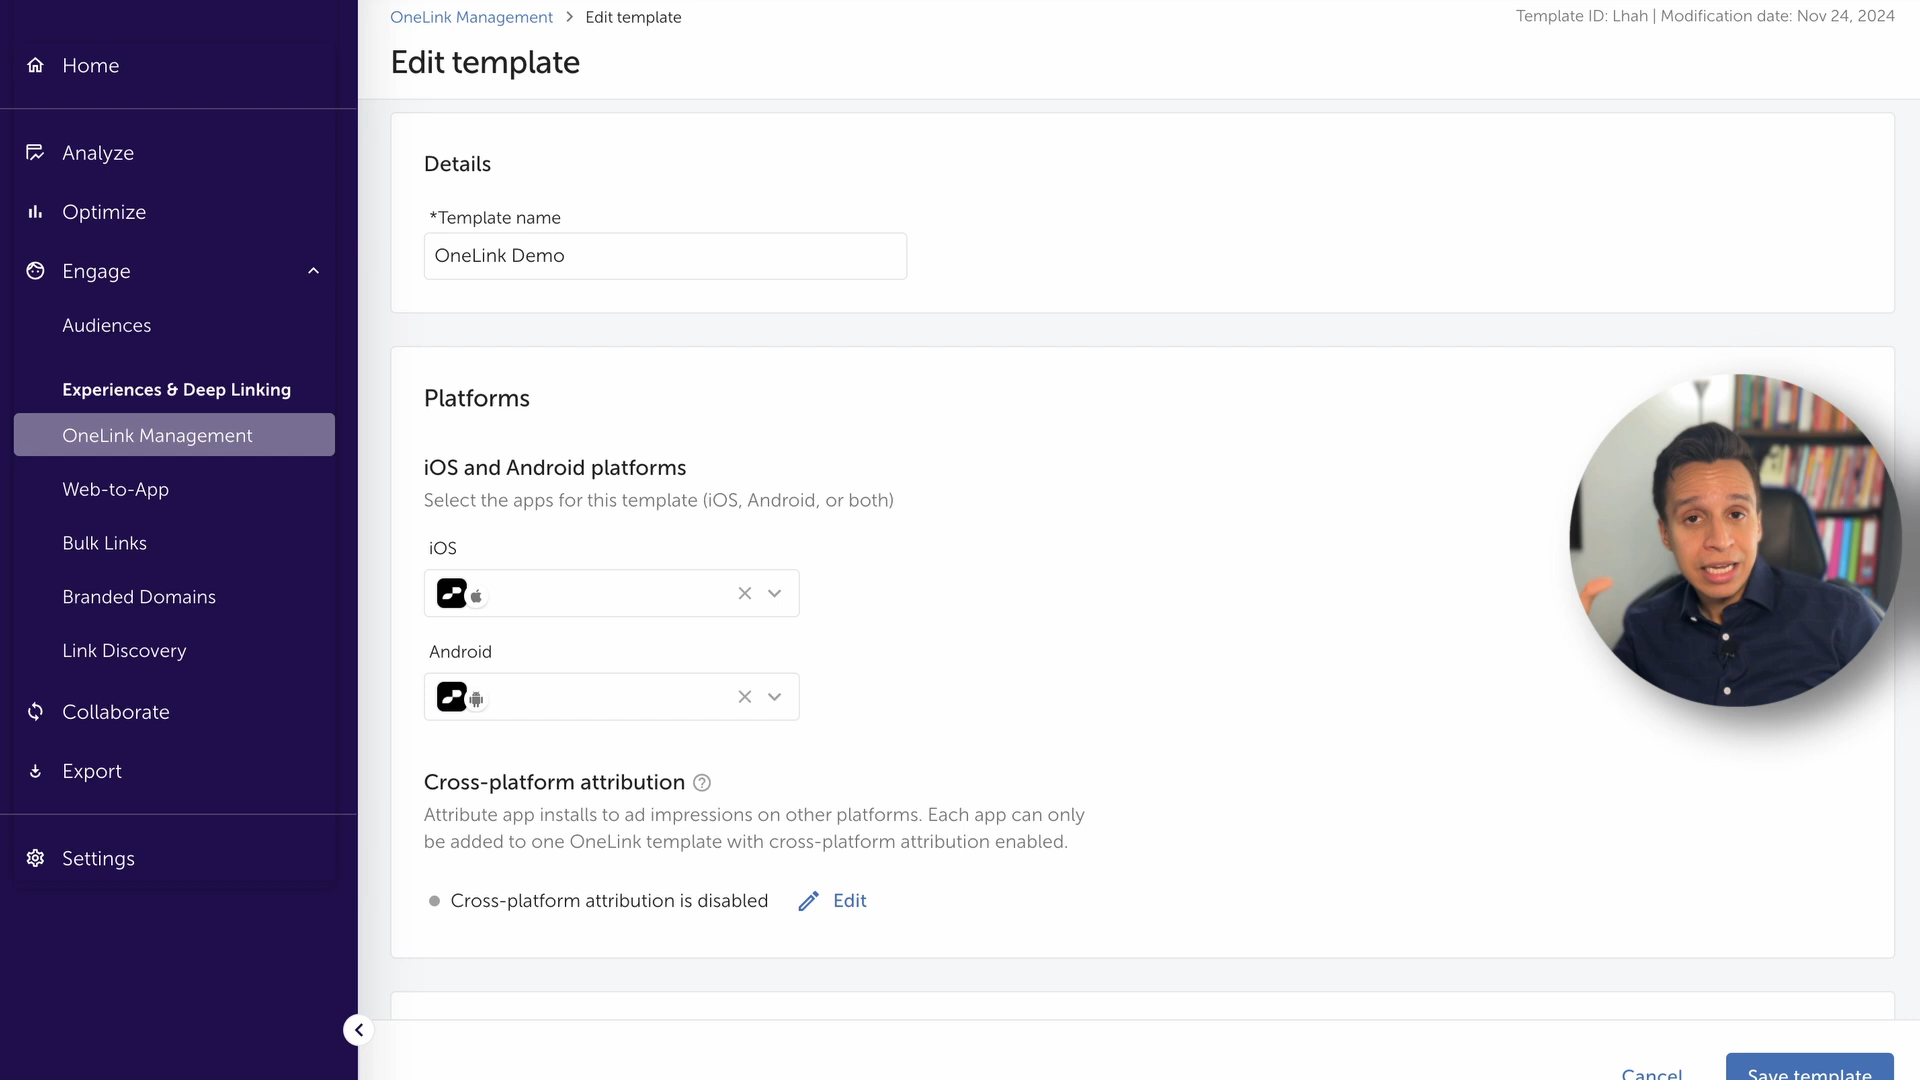 OneLink Management > Edit template
Template ID: Lhah | Modification date: Nov 24, 2024
Edit template
Home
Analyze
Optimize
Engage
Audiences
Experiences & Deep Linking
OneLink Management
Web-to-App
Bulk Links
Branded Domains
Link Discovery
Collaborate
Export
Settings
Details
*Template name
OneLink Demo
Platforms
iOS and Android platforms
Select the apps for this template (iOS, Android, or both)
iOS
Android
Cross-platform attribution
Attribute app installs to ad impressions on other platforms. Each app can only
be added to one OneLink template with cross-platform attribution enabled.
Cross-platform attribution is disabled
Edit
Cancel
Save template